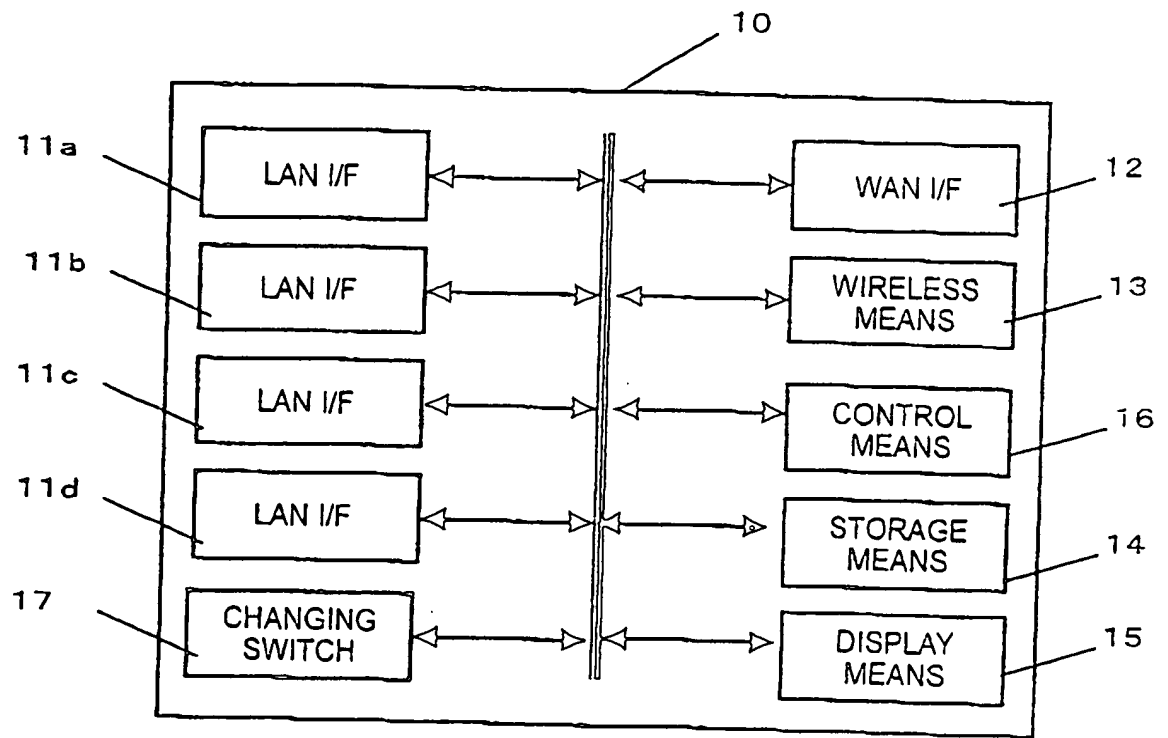 10
11a
LAN I/F
11b
LAN I/F
11c
LAN I/F
11d
LAN I/F
17
CHANGING
SWITCH
WAN I/F
12
WIRELESS
MEANS
13
CONTROL
MEANS
16
STORAGE
MEANS
14
DISPLAY
MEANS
15